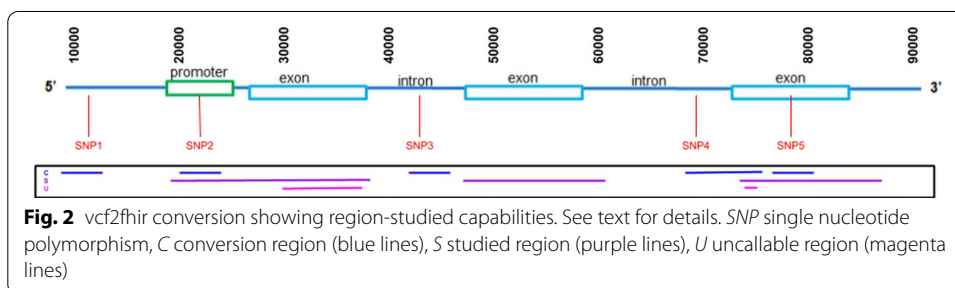 10000 20000 30000 40000 50000 60000 70000 80000 90000
promoter
exon intron exon intron exon
5’ 3’
SNP1 SNP2 SNP3 SNP4 SNP5
C
S
U
Fig. 2 vcf2fhir conversion showing region-studied capabilities. See text for details. SNP single nucleotide
polymorphism, C conversion region (blue lines), S studied region (purple lines), U uncallable region (magenta
lines)